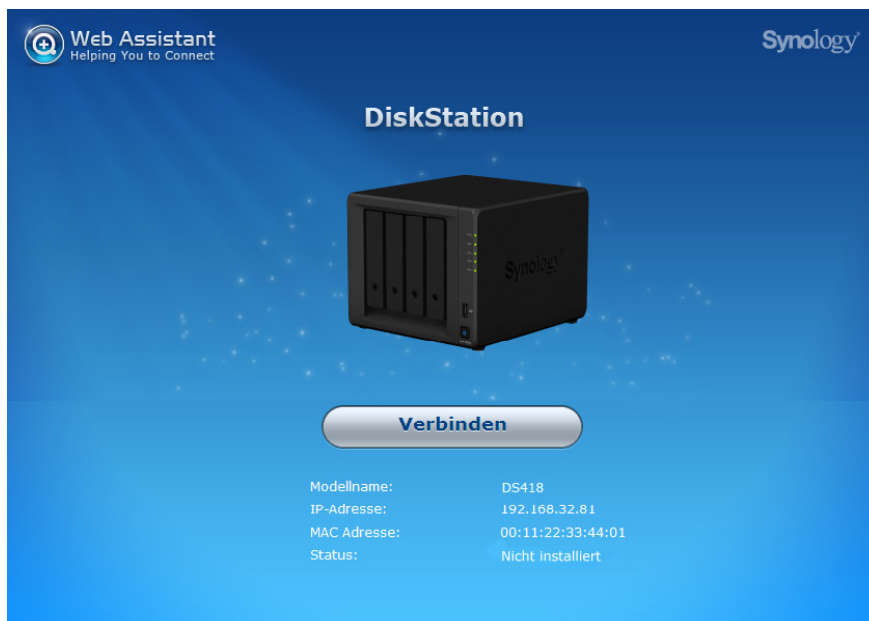 Web Assistant
Helping You to Connect
Synology
DiskStation
Synology
Verbinden
Modellname: DS418
IP-Adresse: 192.168.32.81
MAC Adresse: 00:11:22:33:44:01
Status: Nicht installiert